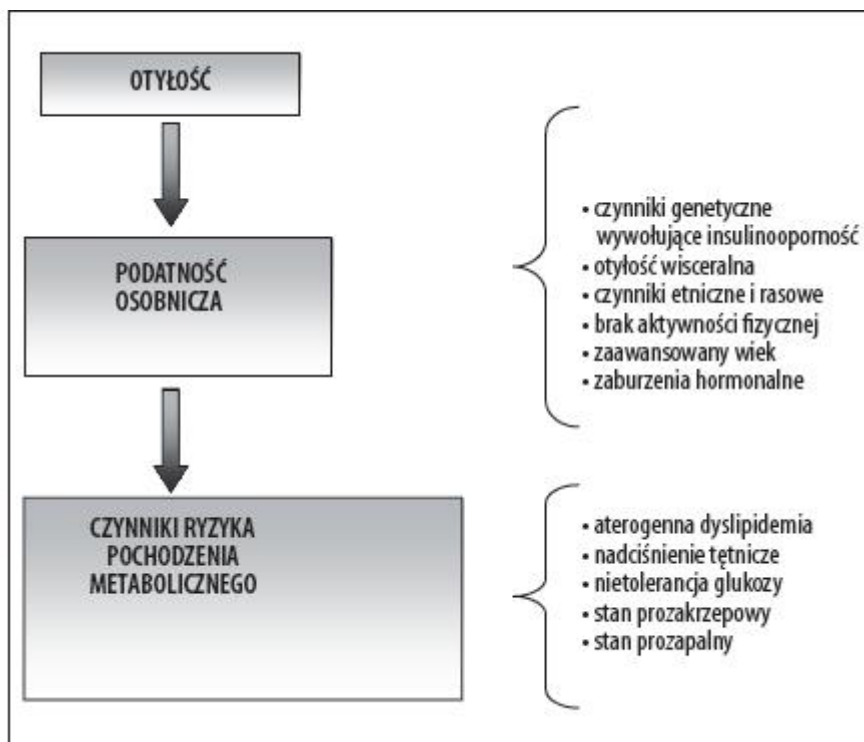 OTYŁOŚĆ
PODATNOŚĆ
OSOBNICZA
• czynniki genetyczne
wywołujące insulinooporność
• otyłość wisceralna
• czynniki etniczne i rasowe
• brak aktywności fizycznej
• zaawansowany wiek
• zaburzenia hormonalne
CZYNNIKI RYZYKA
POCHODZENIA
METABOLICZNEGO
• aterogenna dyslipidemia
• nadciśnienie tętnicze
• nietolerancja glukozy
• stan prozakrzepowy
• stan prozapalny